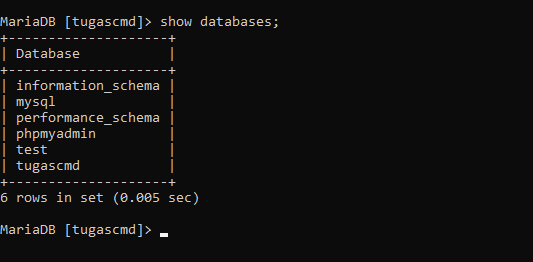 MariaDB [tugascmd]> show databases;
+--------------------+
| Database           |
+--------------------+
| information_schema |
| mysql              |
| performance_schema |
| phpmyadmin         |
| test               |
| tugascmd           |
+--------------------+
6 rows in set (0.005 sec)
MariaDB [tugascmd]> _